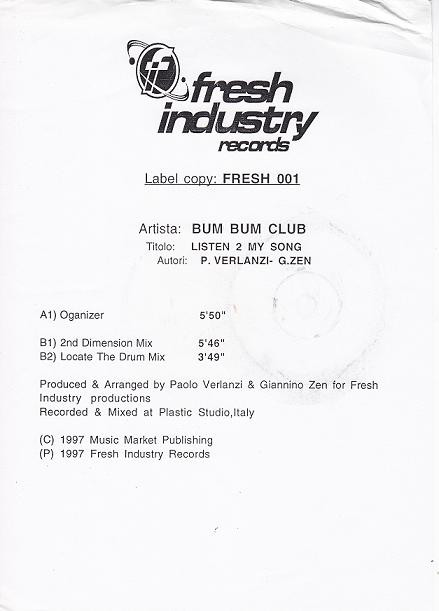 fresh
industry
records
Label copy: FRESH 001
Artista: BUM BUM CLUB
Titolo: LISTEN 2 MY SONG
Autori: P. VERLANZI- G.ZEN
A1) Oganizer 5'50"
B1) 2nd Dimension Mix 5'46"
B2) Locate The Drum Mix 3'49"
Produced & Arranged by Paolo Verlanzi & Giannino Zen for Fresh
Industry productions
Recorded & Mixed at Plastic Studio,Italy
(C) 1997 Music Market Publishing
(P) 1997 Fresh Industry Records